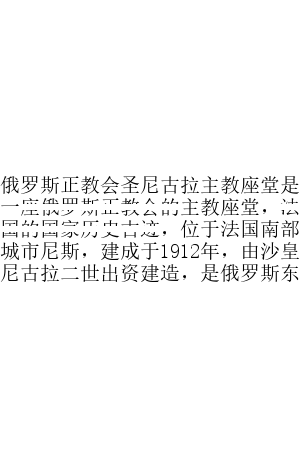 俄罗斯正教会圣尼古拉主教座堂是
一座俄罗斯正教会的主教座堂，法
国的国家历史古迹，位于法国南部
城市尼斯，建成于1912年，由沙皇
尼古拉二世出资建造，是俄罗斯东